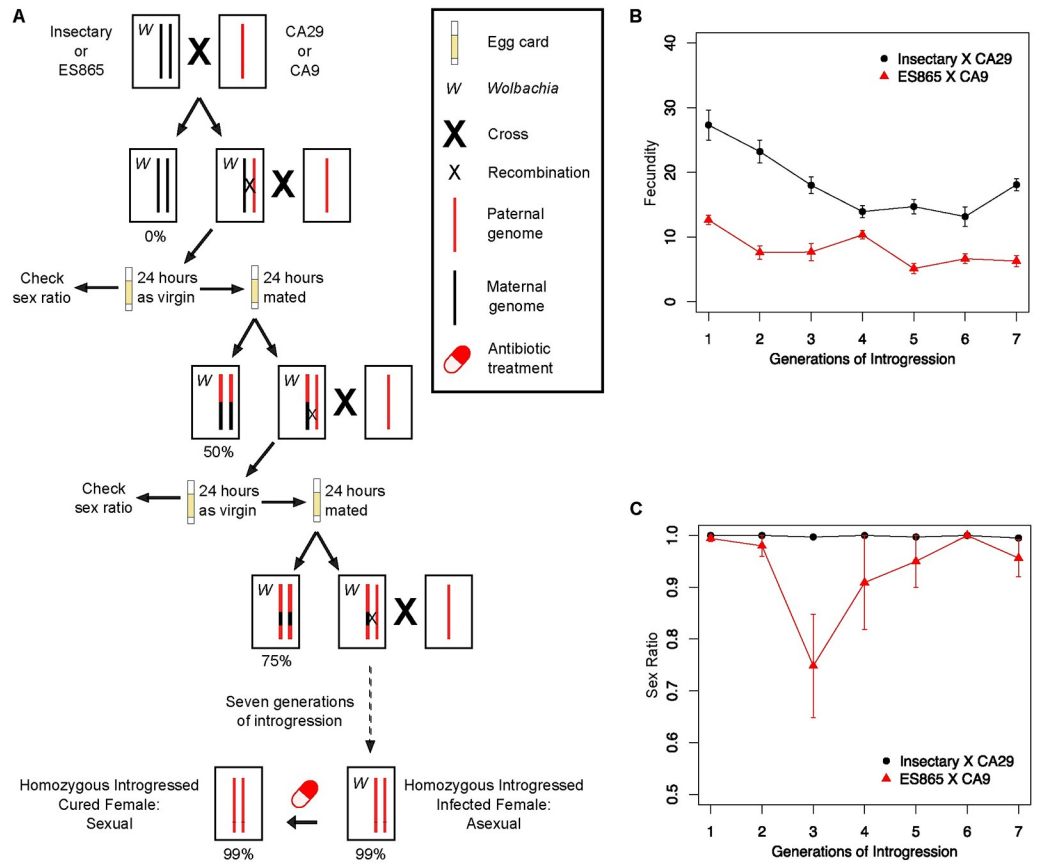 A
Insectary
or
ES865
W
X
CA29
or
CA9
W
W
X
X
0%
Check
sex ratio
24 hours
as virgin
24 hours
mated
W
W
X
X
50%
Check
sex ratio
24 hours
as virgin
24 hours
mated
W
W
X
X
75%
Seven generations
of introgression
Homozygous Introgressed
Cured Female:
Sexual
W
Homozygous Introgressed
Infected Female:
Asexual
99%
99%
Egg card
W
Wolbachia
X
Cross
X
Recombination
Paternal
genome
Maternal
genome
Antibiotic
treatment
B
Fecundity
40
30
20
10
0
Insectary X CA29
ES865 X CA9
1 2 3 4 5 6 7
Generations of Introgression
C
Sex Ratio
1.0
0.9
0.8
0.7
0.6
0.5
Insectary X CA29
ES865 X CA9
1 2 3 4 5 6 7
Generations of Introgression